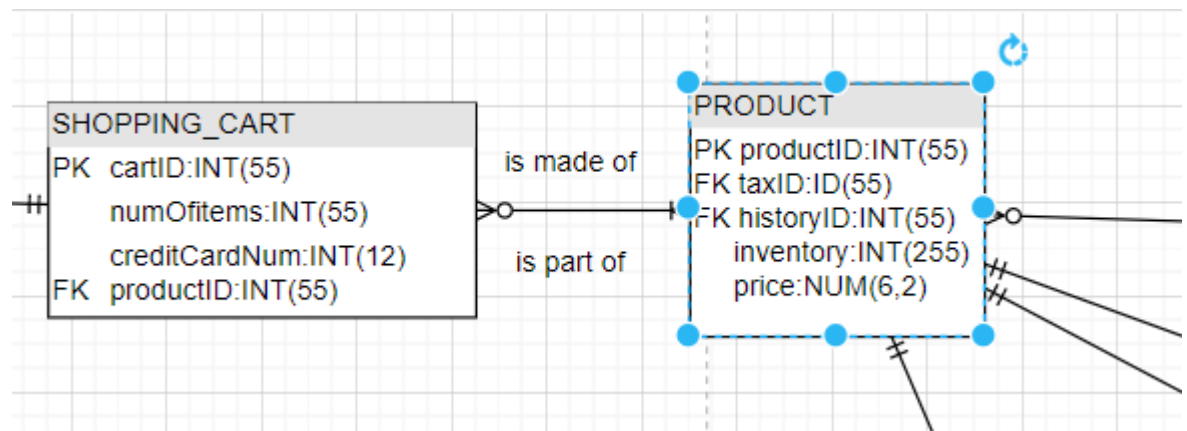 SHOPPING_CART
PK cartID:INT(55)
numOfitems:INT(55)
creditCardNum:INT(12)
FK productID:INT(55)
is made of
is part of
PRODUCT
PK productID:INT(55)
FK taxID:ID(55)
FK historyID:INT(55)
inventory:INT(255)
price:NUM(6,2)